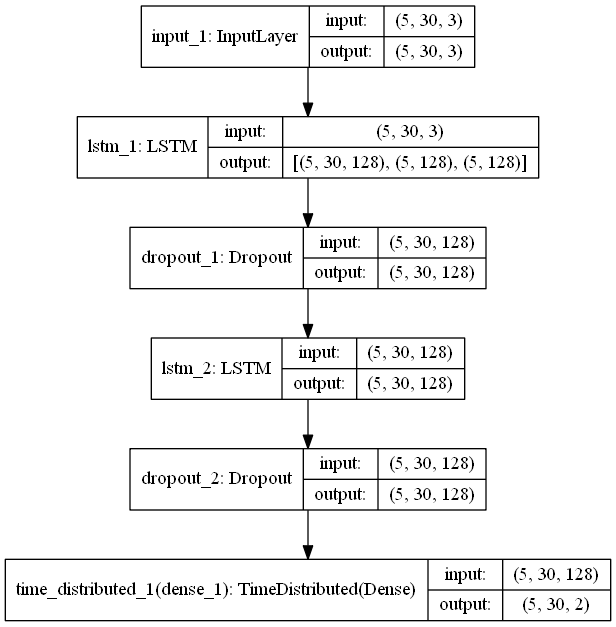 input_1: InputLayer
input: (5, 30, 3)
output: (5, 30, 3)
lstm_1: LSTM
input: (5, 30, 3)
output: [(5, 30, 128), (5, 128), (5, 128)]
dropout_1: Dropout
input: (5, 30, 128)
output: (5, 30, 128)
lstm_2: LSTM
input: (5, 30, 128)
output: (5, 30, 128)
dropout_2: Dropout
input: (5, 30, 128)
output: (5, 30, 128)
time_distributed_1(dense_1): TimeDistributed(Dense)
input: (5, 30, 128)
output: (5, 30, 2)